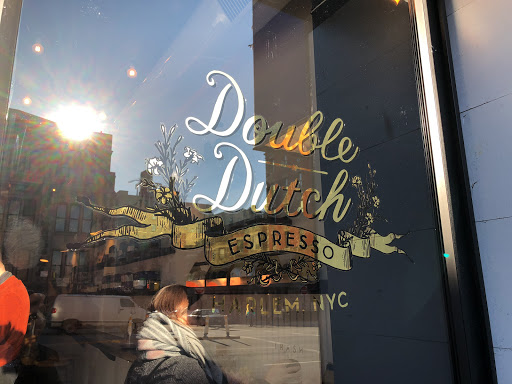 Double
Dutch
ESPRESSO
HARLEM, NYC